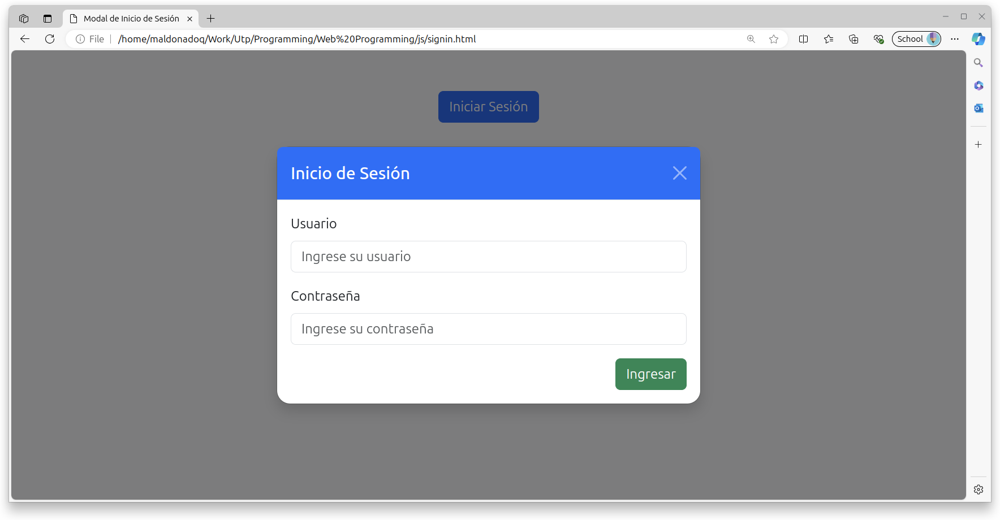 Modal de Inicio de Sesión
File /home/maldonadoq/Work/Utp/Programming/Web%20Programming/js/signin.html School
Iniciar Sesión
Inicio de Sesión
Usuario
Ingrese su usuario
Contraseña
Ingrese su contraseña
Ingresar